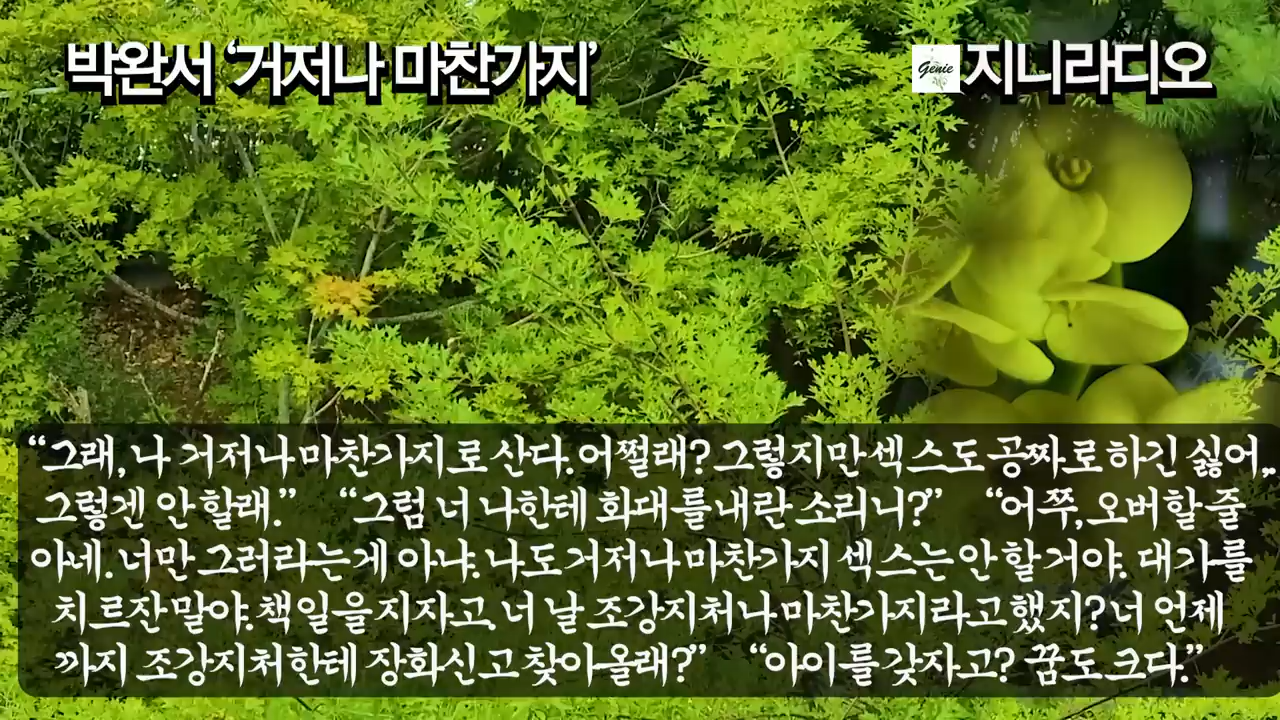 박완서 ‘거저나 마찬가지’
Genie 지니라디오
“그래, 나 거저나 마찬가지로 산다. 어쩔래? 그렇지만 섹스도 공짜로 하긴 싫어,,
그렇겐 안 할래.” “그럼 너 나한테 화대를 내란 소리니?” “어쭈, 오버할 줄
아네. 너만 그러라는 게 아냐. 나도 거저나 마찬가지 섹스는 안 할 거야. 대가를
치르잔 말야. 책일을 지자고, 너 날 조강지처나 마찬가지라고 했지? 너 언제
까지 조강지처한테 장화 신고 찾아올래?” “아이를 갖자고? 꿈도 크다.”